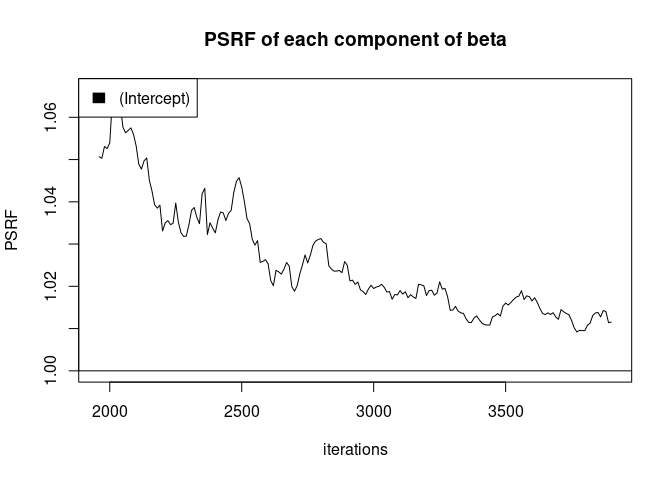 PSRF of each component of beta
(Intercept)
PSRF
1.06
1.04
1.02
1.00
2000 2500 3000 3500
iterations